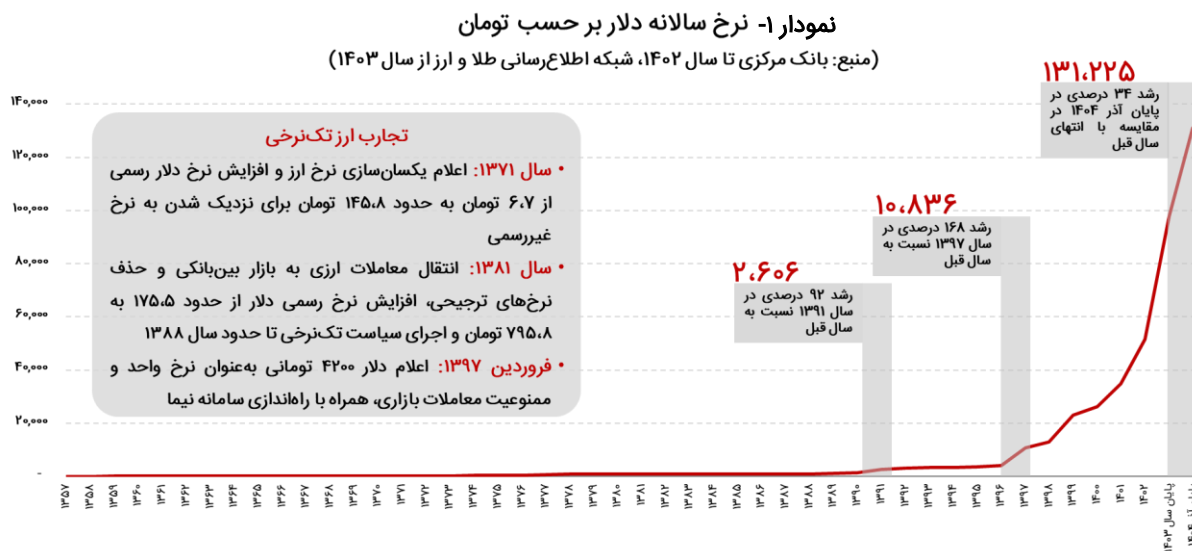 نمودار ۱- نرخ سالانه دلار بر حسب تومان
(منبع: بانک مرکزی تا سال ۱۴۰۲، شبکه اطلاع‌رسانی طلا و ارز از سال ۱۴۰۳)
۱۳۱،۲۲۵
رشد ۳۴ درصدی در
پایان آذر ۱۴۰۴ در
مقایسه با انتهای
سال قبل
۱۰،۸۳۶
رشد ۱۶۸ درصدی در
سال ۱۳۹۷ نسبت به
سال قبل
۲،۶۰۶
رشد ۹۲ درصدی در
سال ۱۳۹۱ نسبت به
سال قبل
تجارب ارز تک‌نرخی
• سال ۱۳۷۱: اعلام یکسان‌سازی نرخ ارز و افزایش نرخ دلار رسمی
از ۶،۷ تومان به حدود ۱۴۵،۸ تومان برای نزدیک شدن به نرخ
غیررسمی
• سال ۱۳۸۱: انتقال معاملات ارزی به بازار بین‌بانکی و حذف
نرخ‌های ترجیحی، افزایش نرخ رسمی دلار از حدود ۱۷۵،۵ به
۷۹۵،۸ تومان و اجرای سیاست تک‌نرخی تا حدود سال ۱۳۸۸
• فروردین ۱۳۹۷: اعلام دلار ۴۲۰۰ تومانی به‌عنوان نرخ واحد و
ممنوعیت معاملات بازاری، همراه با راه‌اندازی سامانه نیما
۱۴۰,۰۰۰
۱۲۰,۰۰۰
۱۰۰,۰۰۰
۸۰,۰۰۰
۶۰,۰۰۰
۴۰,۰۰۰
۲۰,۰۰۰
-
۱۳۵۷
۱۳۵۸
۱۳۵۹
۱۳۶۰
۱۳۶۱
۱۳۶۲
۱۳۶۳
۱۳۶۴
۱۳۶۵
۱۳۶۶
۱۳۶۷
۱۳۶۸
۱۳۶۹
۱۳۷۰
۱۳۷۱
۱۳۷۲
۱۳۷۳
۱۳۷۴
۱۳۷۵
۱۳۷۶
۱۳۷۷
۱۳۷۸
۱۳۷۹
۱۳۸۰
۱۳۸۱
۱۳۸۲
۱۳۸۳
۱۳۸۴
۱۳۸۵
۱۳۸۶
۱۳۸۷
۱۳۸۸
۱۳۸۹
۱۳۹۰
۱۳۹۱
۱۳۹۲
۱۳۹۳
۱۳۹۴
۱۳۹۵
۱۳۹۶
۱۳۹۷
۱۳۹۸
۱۳۹۹
۱۴۰۰
۱۴۰۱
۱۴۰۲
پایان سال ۱۴۰۳